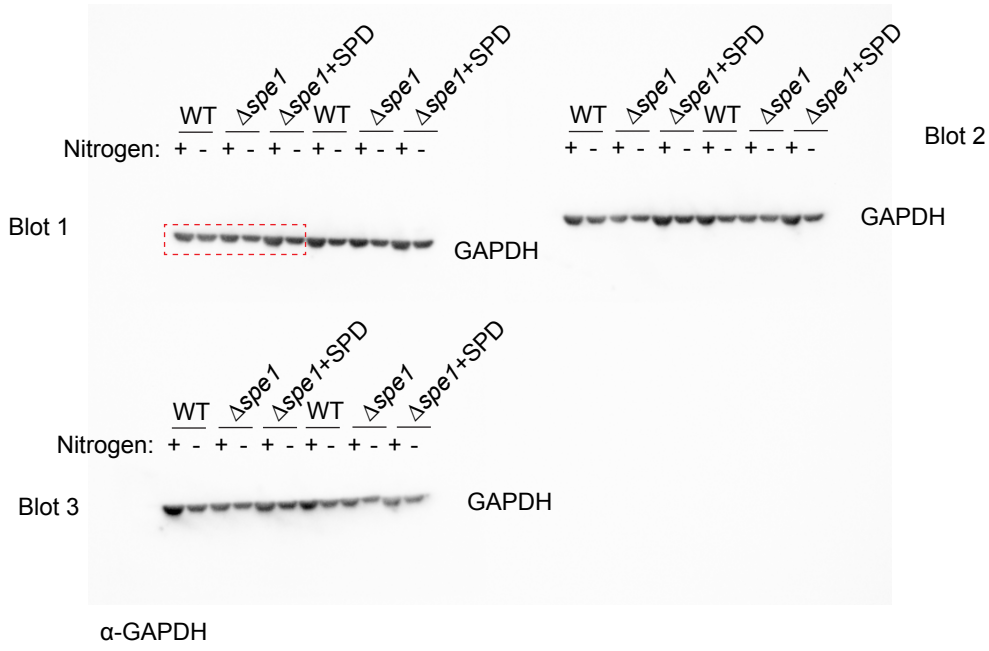 WT Δspe1 Δspe1+SPD WT Δspe1 Δspe1+SPD
Nitrogen: + - + - + - + - + - + -
Blot 1
GAPDH
WT Δspe1 Δspe1+SPD WT Δspe1 Δspe1+SPD
+ - + - + - + - + - + -
Blot 2
GAPDH
WT Δspe1 Δspe1+SPD WT Δspe1 Δspe1+SPD
Nitrogen: + - + - + - + - + - + -
Blot 3
GAPDH
α-GAPDH